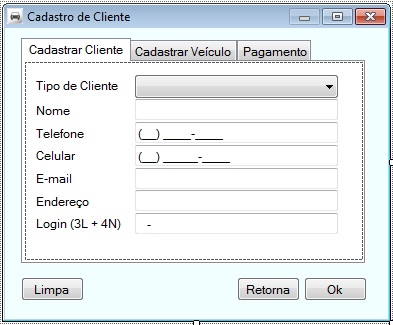 Cadastro de Cliente
Cadastrar Cliente Cadastrar Veículo Pagamento
Tipo de Cliente
Nome
Telefone (__) ____-____
Celular (__) _____-____
E-mail
Endereço
Login (3L + 4N) -
Limpa Retorna Ok